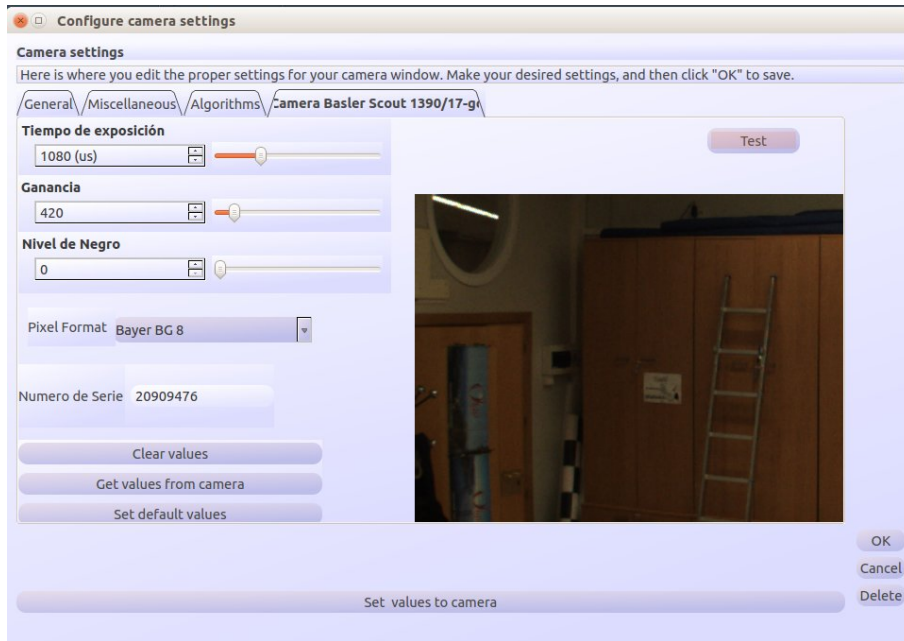 Configure camera settings
Camera settings
Here is where you edit the proper settings for your camera window. Make your desired settings, and then click "OK" to save.
General
Miscellaneous
Algorithms
Camera Basler Scout 1390/17-g
Tiempo de exposición
1080 (us)
Test
Ganancia
420
Nivel de Negro
0
Pixel Format
Bayer BG 8
Numero de Serie
20909476
Clear values
Get values from camera
Set default values
OK
Cancel
Delete
Set values to camera